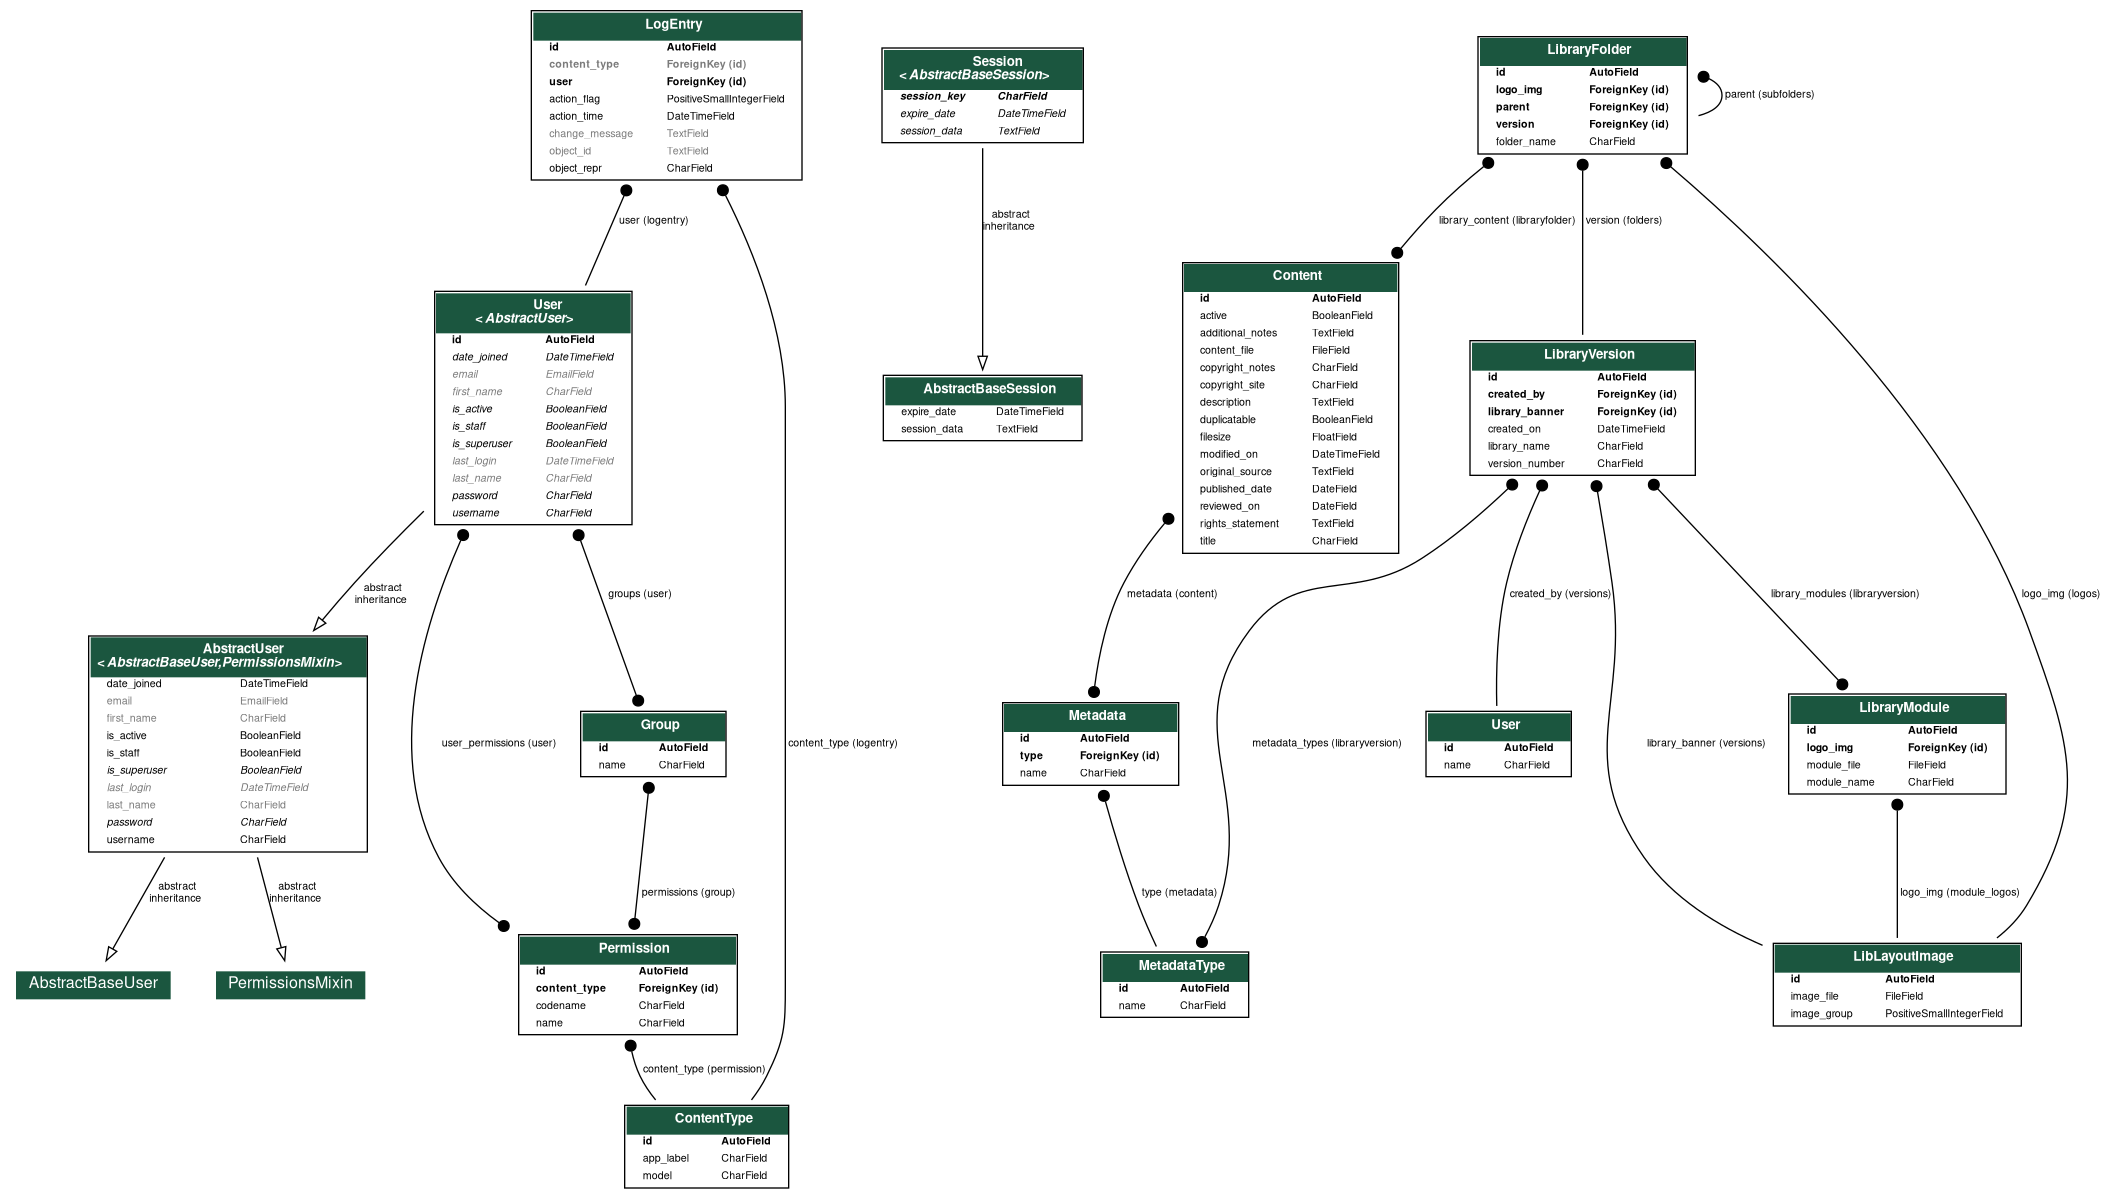 LogEntry
id AutoField
content_type ForeignKey (id)
user ForeignKey (id)
action_flag PositiveSmallIntegerField
action_time DateTimeField
change_message TextField
object_id TextField
object_repr CharField
user (logentry)
User
< AbstractUser>
id AutoField
date_joined DateTimeField
email EmailField
first_name CharField
is_active BooleanField
is_staff BooleanField
is_superuser BooleanField
last_login DateTimeField
last_name CharField
password CharField
username CharField
abstract
inheritance
groups (user)
AbstractUser
< AbstractBaseUser,PermissionsMixin>
date_joined DateTimeField
email EmailField
first_name CharField
is_active BooleanField
is_staff BooleanField
is_superuser BooleanField
last_login DateTimeField
last_name CharField
password CharField
username CharField
user_permissions (user)
Group
id AutoField
name CharField
content_type (logentry)
abstract
inheritance
abstract
inheritance
permissions (group)
AbstractBaseUser
PermissionsMixin
Permission
id AutoField
content_type ForeignKey (id)
codename CharField
name CharField
content_type (permission)
ContentType
id AutoField
app_label CharField
model CharField
Session
< AbstractBaseSession>
session_key CharField
expire_date DateTimeField
session_data TextField
abstract
inheritance
AbstractBaseSession
expire_date DateTimeField
session_data TextField
LibraryFolder
id AutoField
logo_img ForeignKey (id)
parent ForeignKey (id)
version ForeignKey (id)
folder_name CharField
parent (subfolders)
library_content (libraryfolder)
version (folders)
Content
id AutoField
active BooleanField
additional_notes TextField
content_file FileField
copyright_notes CharField
copyright_site CharField
description TextField
duplicatable BooleanField
filesize FloatField
modified_on DateTimeField
original_source TextField
published_date DateField
reviewed_on DateField
rights_statement TextField
title CharField
LibraryVersion
id AutoField
created_by ForeignKey (id)
library_banner ForeignKey (id)
created_on DateTimeField
library_name CharField
version_number CharField
metadata (content)
created_by (versions)
library_modules (libraryversion)
logo_img (logos)
Metadata
id AutoField
type ForeignKey (id)
name CharField
metadata_types (libraryversion)
User
id AutoField
name CharField
library_banner (versions)
LibraryModule
id AutoField
logo_img ForeignKey (id)
module_file FileField
module_name CharField
type (metadata)
logo_img (module_logos)
MetadataType
id AutoField
name CharField
LibLayoutImage
id AutoField
image_file FileField
image_group PositiveSmallIntegerField